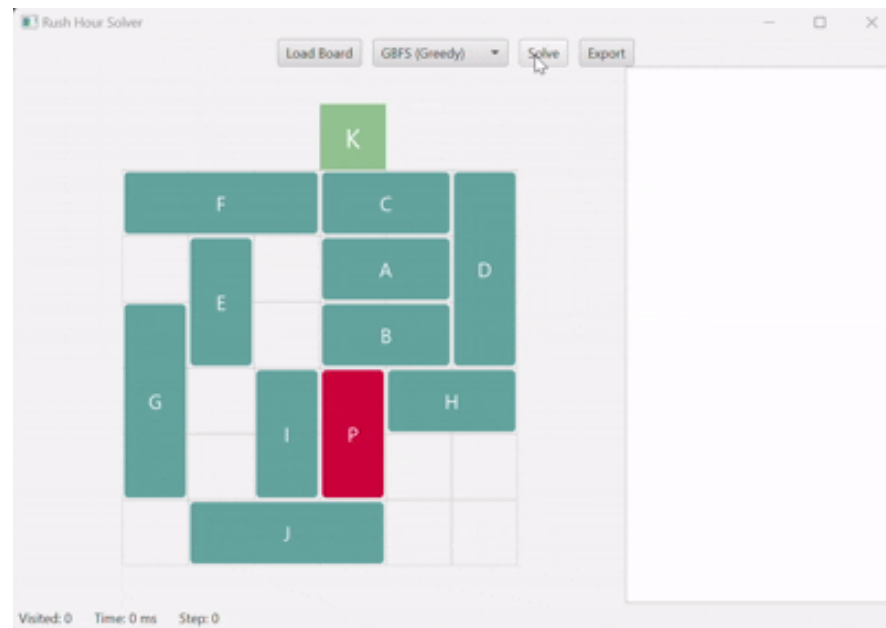 Rush Hour Solver
Load Board GBFS (Greedy) Solve Export
K
F C
A
D
E
B
G
H
I P
J
Visited: 0 Time: 0 ms Step: 0